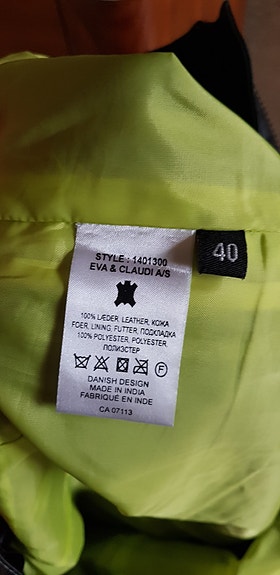 STYLE : 1401300
EVA & CLAUDI A/S
40
100% LÆDER, LEATHER, КОЖА
FOER, LINING, FUTTER, ПОДКЛАДКА
100% POLYESTER, POLYESTER,
ПОЛИЭСТЕР
F
DANISH DESIGN
MADE IN INDIA
FABRIQUÉ EN INDE
CA 07113